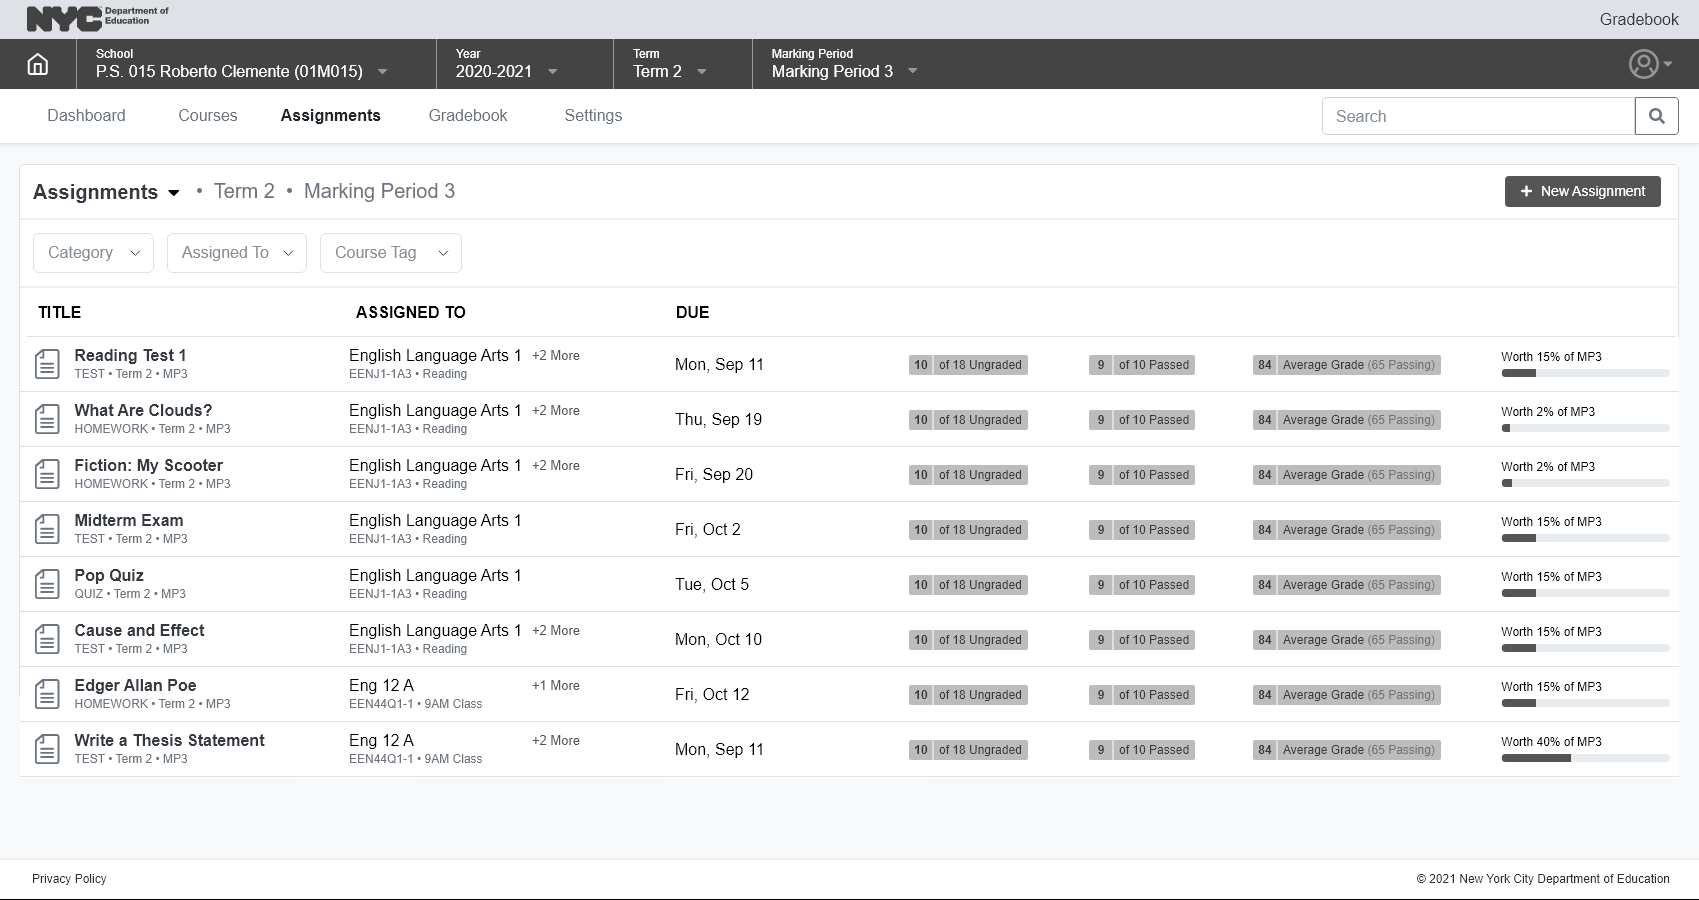 NYC Department of Education
Gradebook
School Year Term Marking Period
P.S. 015 Roberto Clemente (01M015) 2020-2021 Term 2 Marking Period 3
Dashboard Courses Assignments Gradebook Settings Search
Assignments • Term 2 • Marking Period 3 + New Assignment
Category Assigned To Course Tag
TITLE ASSIGNED TO DUE
Reading Test 1 English Language Arts 1 +2 More Mon, Sep 11 10 of 18 Ungraded 9 of 10 Passed 84 Average Grade (65 Passing) Worth 15% of MP3
TEST • Term 2 • MP3 EENJ1-1A3 • Reading
What Are Clouds? English Language Arts 1 +2 More Thu, Sep 19 10 of 18 Ungraded 9 of 10 Passed 84 Average Grade (65 Passing) Worth 2% of MP3
HOMEWORK • Term 2 • MP3 EENJ1-1A3 • Reading
Fiction: My Scooter English Language Arts 1 +2 More Fri, Sep 20 10 of 18 Ungraded 9 of 10 Passed 84 Average Grade (65 Passing) Worth 2% of MP3
HOMEWORK • Term 2 • MP3 EENJ1-1A3 • Reading
Midterm Exam English Language Arts 1 Fri, Oct 2 10 of 18 Ungraded 9 of 10 Passed 84 Average Grade (65 Passing) Worth 15% of MP3
TEST • Term 2 • MP3 EENJ1-1A3 • Reading
Pop Quiz English Language Arts 1 Tue, Oct 5 10 of 18 Ungraded 9 of 10 Passed 84 Average Grade (65 Passing) Worth 15% of MP3
QUIZ • Term 2 • MP3 EENJ1-1A3 • Reading
Cause and Effect English Language Arts 1 +2 More Mon, Oct 10 10 of 18 Ungraded 9 of 10 Passed 84 Average Grade (65 Passing) Worth 15% of MP3
TEST • Term 2 • MP3 EENJ1-1A3 • Reading
Edger Allan Poe Eng 12 A +1 More Fri, Oct 12 10 of 18 Ungraded 9 of 10 Passed 84 Average Grade (65 Passing) Worth 15% of MP3
HOMEWORK • Term 2 • MP3 EEN44Q1-1 • 9AM Class
Write a Thesis Statement Eng 12 A +2 More Mon, Sep 11 10 of 18 Ungraded 9 of 10 Passed 84 Average Grade (65 Passing) Worth 40% of MP3
TEST • Term 2 • MP3 EEN44Q1-1 • 9AM Class
Privacy Policy © 2021 New York City Department of Education